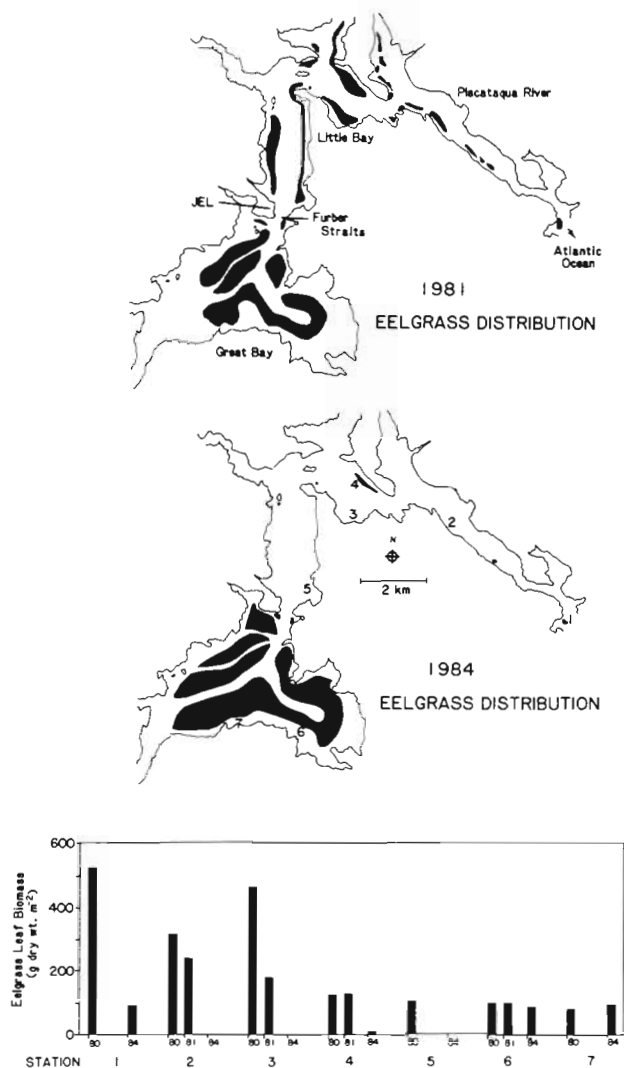 Piscataqua River
Little Bay
JEL
Furber
Straits
Atlantic
Ocean
1981
EELGRASS DISTRIBUTION
Great Bay
4
3
2
N
2 km
5
1
1984
EELGRASS DISTRIBUTION
7
6
Eelgrass Leaf Biomass
(g dry wt. m⁻²)
600
400
200
0
80 84 80 81 84 80 81 84 80 81 84 80 84 80 81 84 80 84
STATION 1 2 3 4 5 6 7